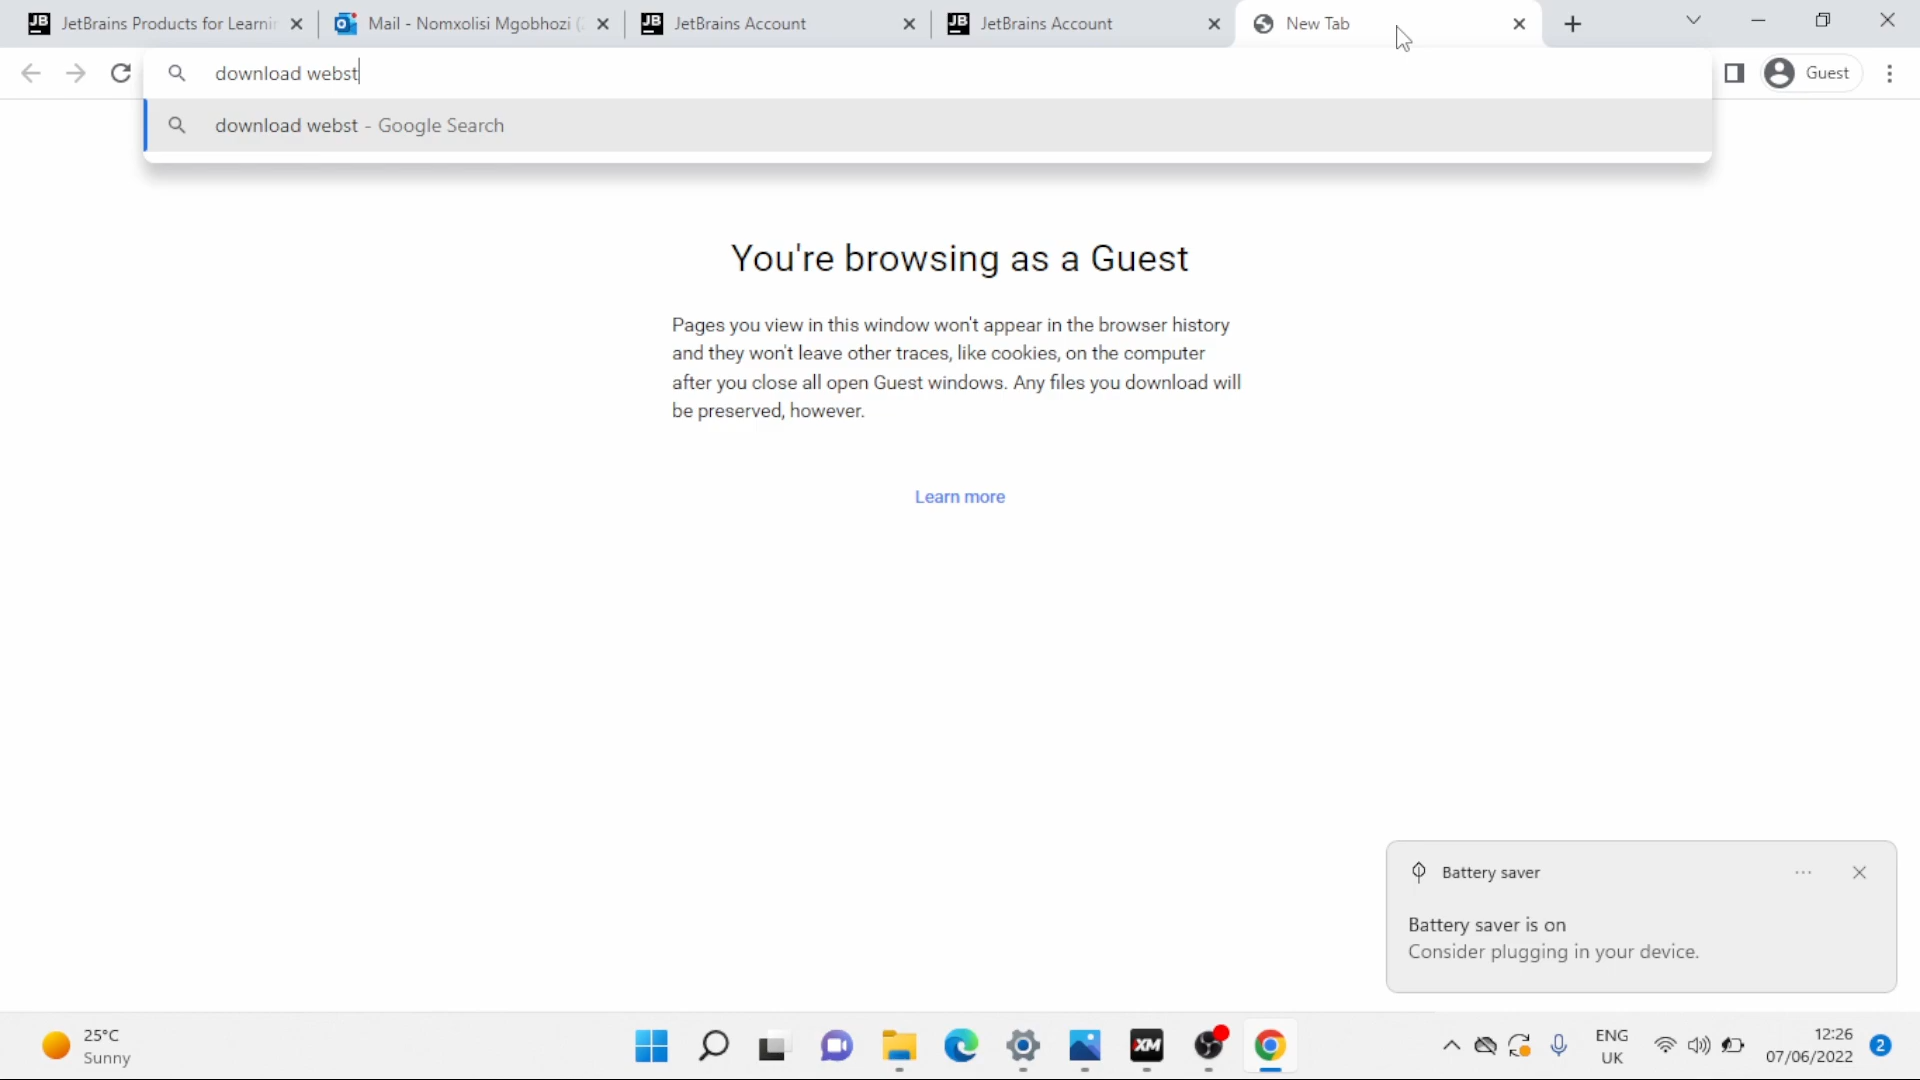 JB JetBrains Products for Learni
Mail - Nomxolisi Mgobhozi (
JB JetBrains Account
JB JetBrains Account
New Tab
download webst
Guest
download webst - Google Search
You're browsing as a Guest
Pages you view in this window won't appear in the browser history
and they won't leave other traces, like cookies, on the computer
after you close all open Guest windows. Any files you download will
be preserved, however.
Learn more
Battery saver
Battery saver is on
Consider plugging in your device.
25°C
Sunny
XM
ENG
UK
12:26
07/06/2022
2